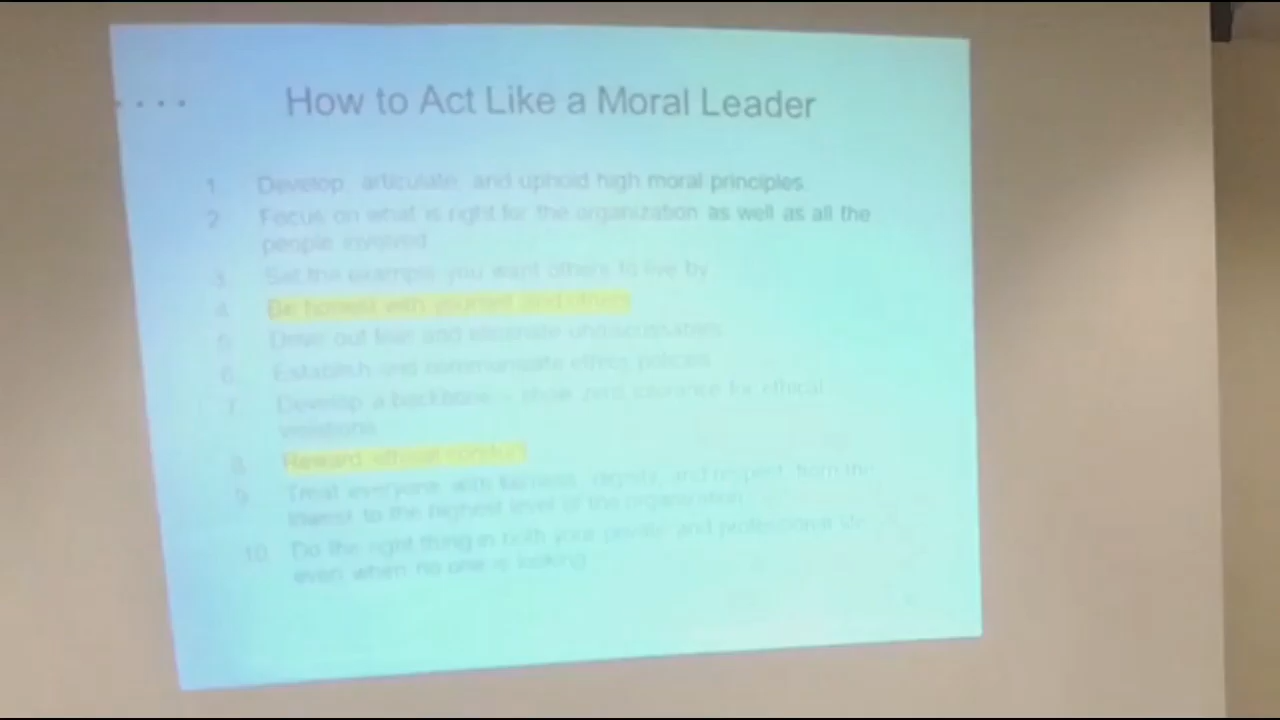 How to Act Like a Moral Leader
1. Develop, articulate, and uphold high moral principles.
2. Focus on what is right for the organization as well as all the
people involved
3. Set the example you want others to live by
4. Be honest with yourself and others
5. Drive out fear and eliminate undiscussables
6. Establish and communicate ethics policies
7. Develop a backbone - show zero tolerance for ethical
violations
8. Reward ethical conduct
9. Treat everyone with fairness, dignity, and respect, from the
lowest to the highest level of the organization
10. Do the right thing in both your private and professional life
even when no one is looking